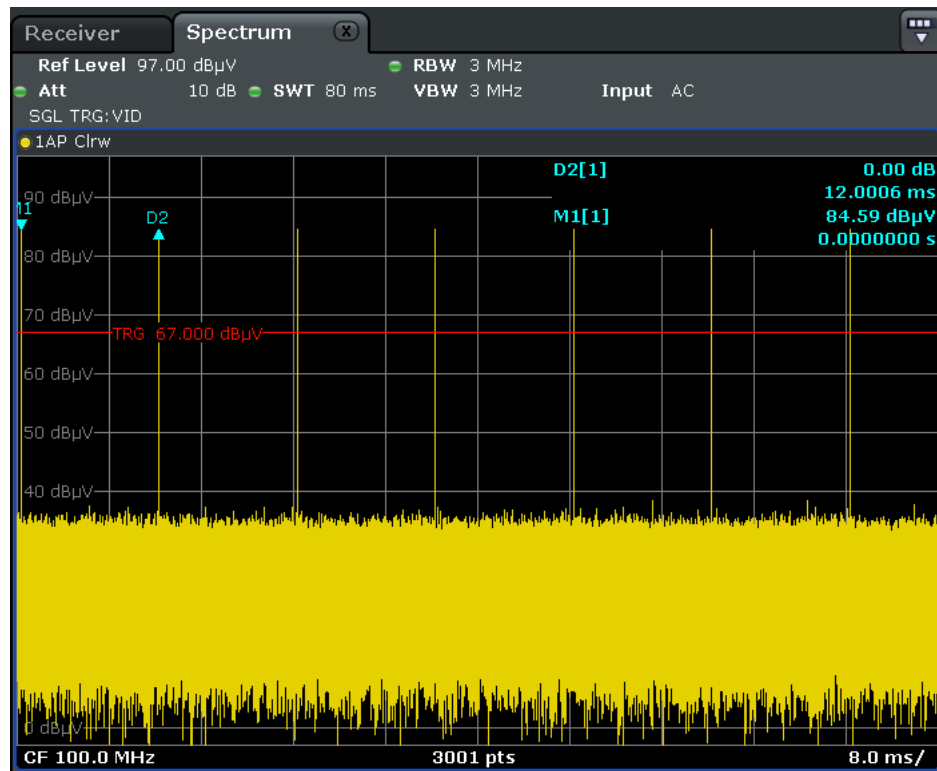 Receiver Spectrum X
Ref Level 97.00 dBµV RBW 3 MHz
Att 10 dB SWT 80 ms VBW 3 MHz Input AC
SGL TRG:VID
1AP Clrw
D2[1] 0.00 dB
12.0006 ms
M1[1] 84.59 dBµV
0.0000000 s
90 dBµV
M1
D2
80 dBµV
70 dBµV
TRG 67.000 dBµV
60 dBµV
50 dBµV
40 dBµV
0 dBµV
CF 100.0 MHz 3001 pts 8.0 ms/